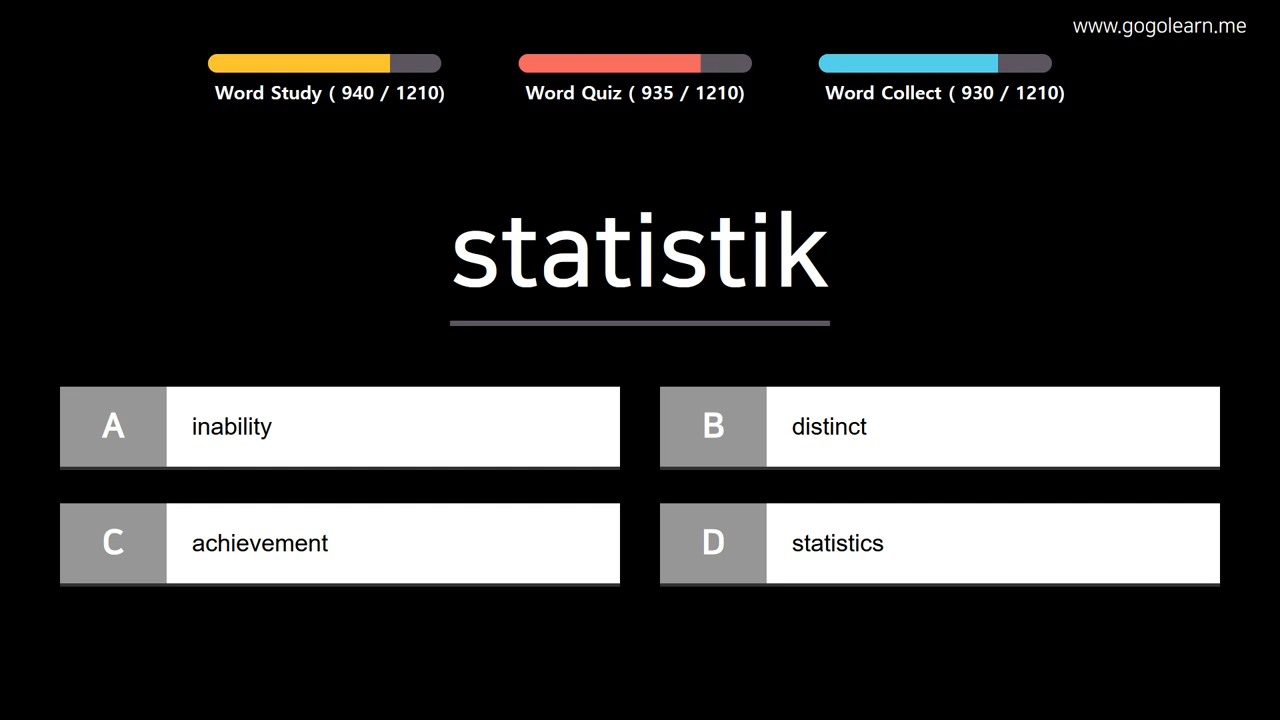 www.gogolearn.me
Word Study ( 940 / 1210)
Word Quiz ( 935 / 1210)
Word Collect ( 930 / 1210)
statistik
A inability
B distinct
C achievement
D statistics